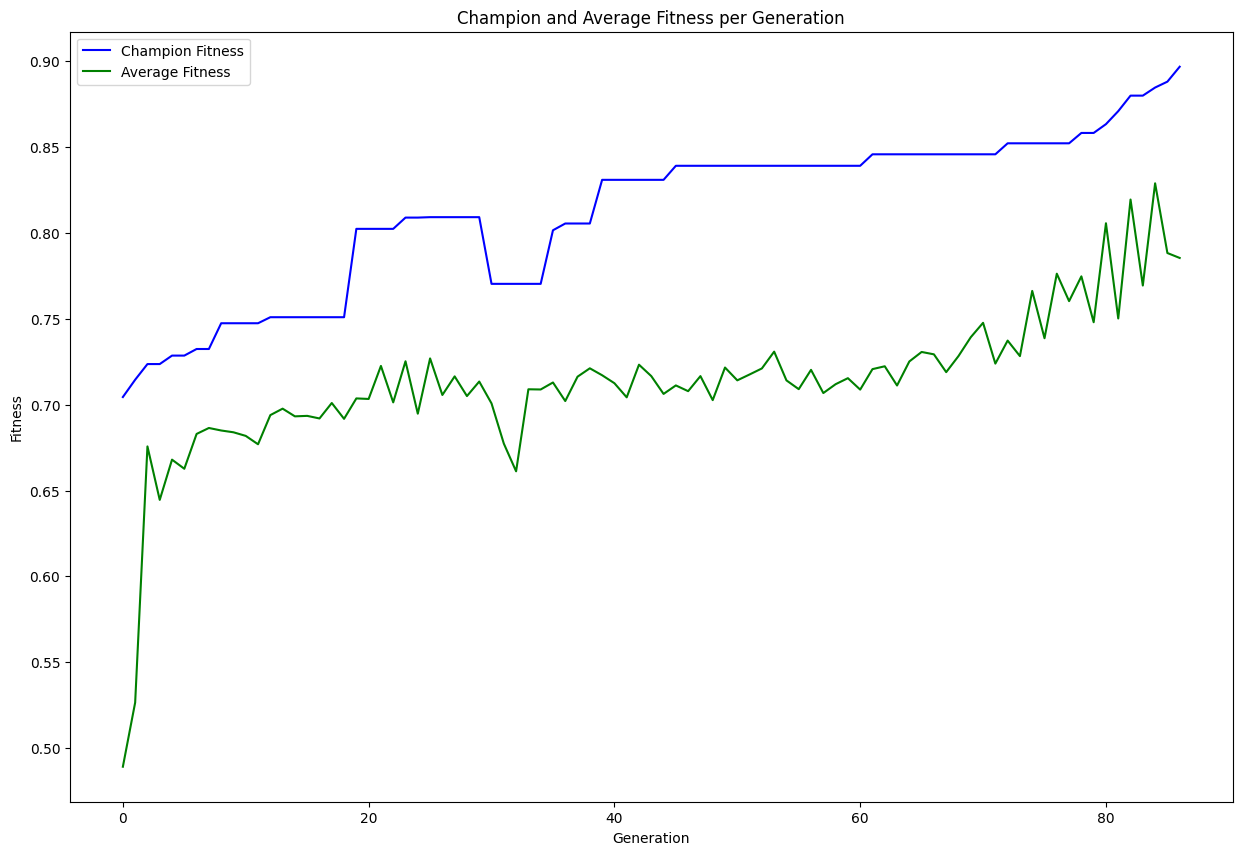 Champion and Average Fitness per Generation
Champion Fitness
Average Fitness
0.90
0.85
0.80
0.75
0.70
0.65
0.60
0.55
0.50
Fitness
0 20 40 60 80
Generation